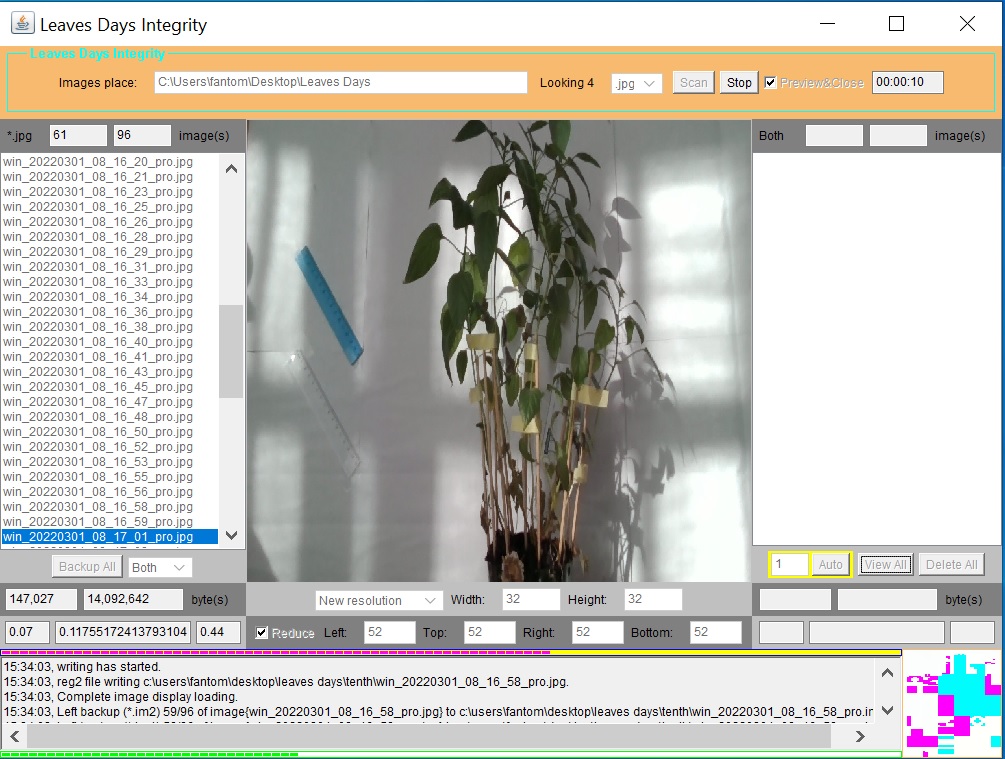 Leaves Days Integrity
Leaves Days Integrity
Images place: C:\Users\fantom\Desktop\Leaves Days Looking 4 .jpg Scan Stop Preview&Close 00:00:10
*.jpg 61 96 image(s) Both image(s)
win_20220301_08_16_20_pro.jpg
win_20220301_08_16_21_pro.jpg
win_20220301_08_16_23_pro.jpg
win_20220301_08_16_25_pro.jpg
win_20220301_08_16_26_pro.jpg
win_20220301_08_16_28_pro.jpg
win_20220301_08_16_29_pro.jpg
win_20220301_08_16_31_pro.jpg
win_20220301_08_16_33_pro.jpg
win_20220301_08_16_34_pro.jpg
win_20220301_08_16_36_pro.jpg
win_20220301_08_16_38_pro.jpg
win_20220301_08_16_40_pro.jpg
win_20220301_08_16_41_pro.jpg
win_20220301_08_16_43_pro.jpg
win_20220301_08_16_45_pro.jpg
win_20220301_08_16_47_pro.jpg
win_20220301_08_16_48_pro.jpg
win_20220301_08_16_50_pro.jpg
win_20220301_08_16_52_pro.jpg
win_20220301_08_16_53_pro.jpg
win_20220301_08_16_55_pro.jpg
win_20220301_08_16_56_pro.jpg
win_20220301_08_16_58_pro.jpg
win_20220301_08_16_59_pro.jpg
win_20220301_08_17_01_pro.jpg
Backup All Both 1 Auto View All Delete All
147,027 14,092,642 byte(s) New resolution Width: 32 Height: 32 byte(s)
0.07 0.11755172413793104 0.44 Reduce Left: 52 Top: 52 Right: 52 Bottom: 52
15:34:03, writing has started.
15:34:03, reg2 file writing c:\users\fantom\desktop\leaves days\tenth\win_20220301_08_16_58_pro.jpg.
15:34:03, Complete image display loading.
15:34:03, Left backup (*.im2) 59/96 of image{win_20220301_08_16_58_pro.jpg} to c:\users\fantom\desktop\leaves days\tenth\win_20220301_08_16_58_pro.in